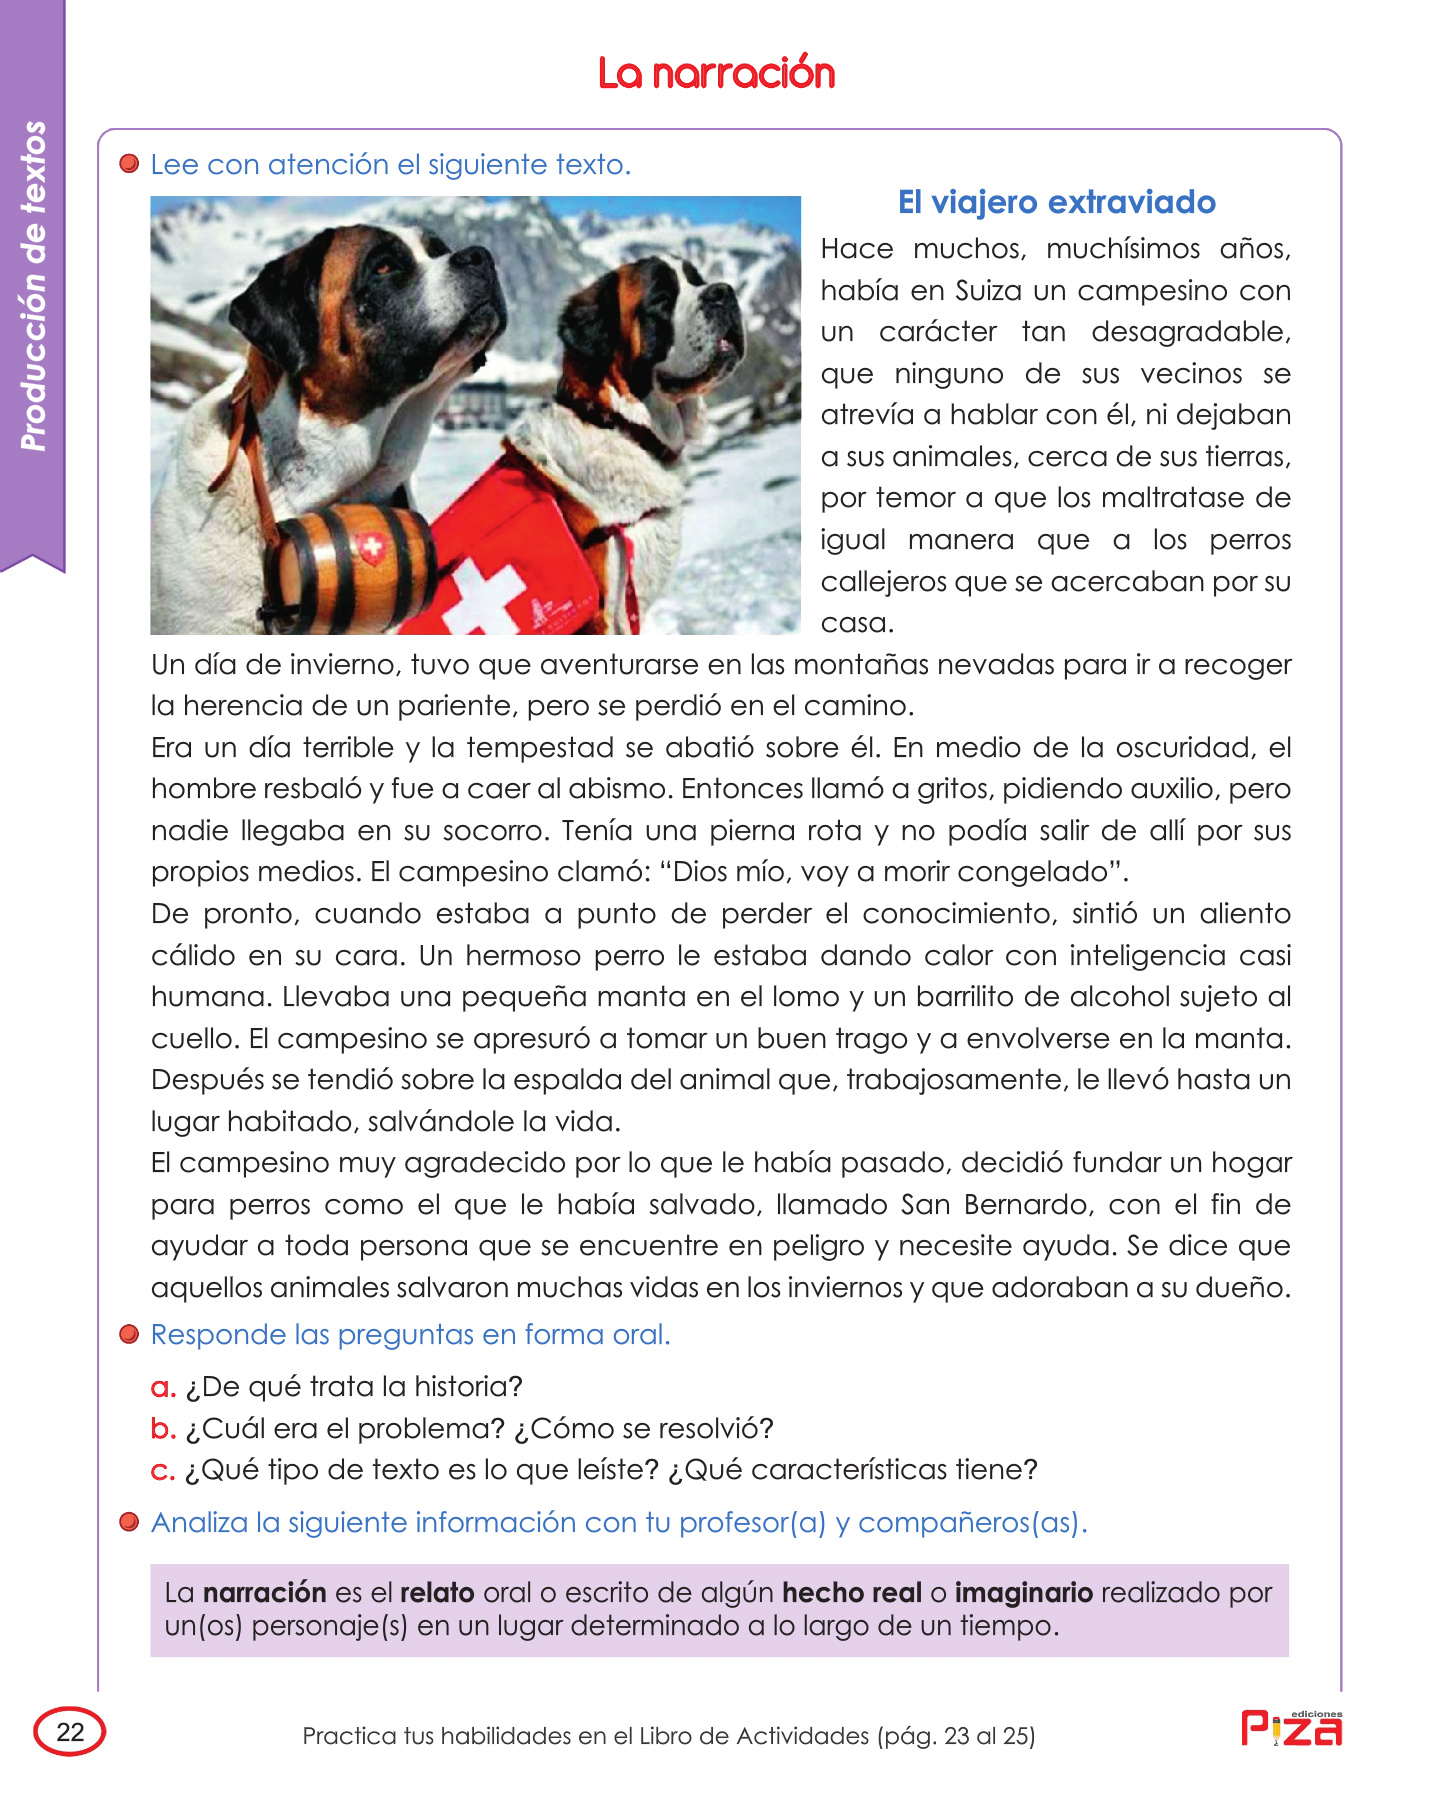 La narración
Producción de textos
Lee con atención el siguiente texto.
El viajero extraviado
Hace muchos, muchísimos años,
había en Suiza un campesino con
un carácter tan desagradable,
que ninguno de sus vecinos se
atrevía a hablar con él, ni dejaban
a sus animales, cerca de sus tierras,
por temor a que los maltratase de
igual manera que a los perros
callejeros que se acercaban por su
casa.
Un día de invierno, tuvo que aventurarse en las montañas nevadas para ir a recoger
la herencia de un pariente, pero se perdió en el camino.
Era un día terrible y la tempestad se abatió sobre él. En medio de la oscuridad, el
hombre resbaló y fue a caer al abismo. Entonces llamó a gritos, pidiendo auxilio, pero
nadie llegaba en su socorro. Tenía una pierna rota y no podía salir de allí por sus
propios medios. El campesino clamó: “Dios mío, voy a morir congelado”.
De pronto, cuando estaba a punto de perder el conocimiento, sintió un aliento
cálido en su cara. Un hermoso perro le estaba dando calor con inteligencia casi
humana. Llevaba una pequeña manta en el lomo y un barrilito de alcohol sujeto al
cuello. El campesino se apresuró a tomar un buen trago y a envolverse en la manta.
Después se tendió sobre la espalda del animal que, trabajosamente, le llevó hasta un
lugar habitado, salvándole la vida.
El campesino muy agradecido por lo que le había pasado, decidió fundar un hogar
para perros como el que le había salvado, llamado San Bernardo, con el fin de
ayudar a toda persona que se encuentre en peligro y necesite ayuda. Se dice que
aquellos animales salvaron muchas vidas en los inviernos y que adoraban a su dueño.
Responde las preguntas en forma oral.
a. ¿De qué trata la historia?
b. ¿Cuál era el problema? ¿Cómo se resolvió?
c. ¿Qué tipo de texto es lo que leíste? ¿Qué características tiene?
Analiza la siguiente información con tu profesor(a) y compañeros(as).
La narración es el relato oral o escrito de algún hecho real o imaginario realizado por
un(os) personaje(s) en un lugar determinado a lo largo de un tiempo.
22
Practica tus habilidades en el Libro de Actividades (pág. 23 al 25)
ediciones
Piza